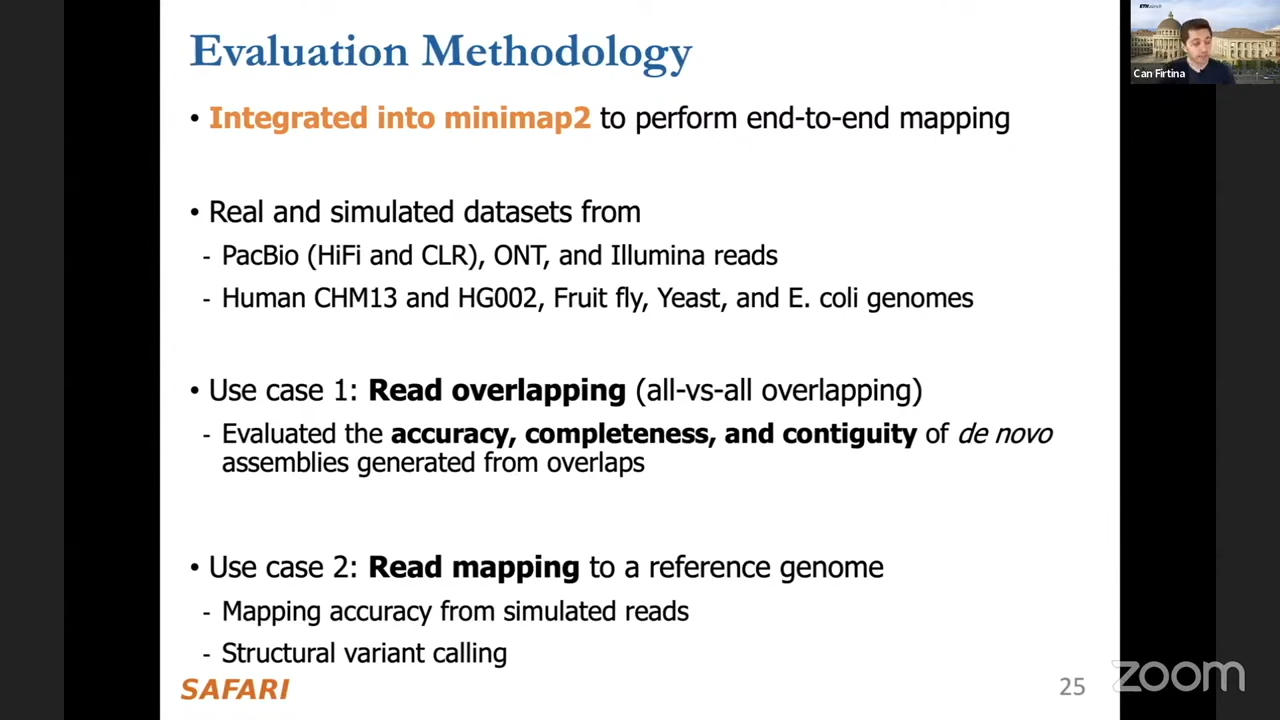 Evaluation Methodology
• Integrated into minimap2 to perform end-to-end mapping
• Real and simulated datasets from
- PacBio (HiFi and CLR), ONT, and Illumina reads
- Human CHM13 and HG002, Fruit fly, Yeast, and E. coli genomes
• Use case 1: Read overlapping (all-vs-all overlapping)
- Evaluated the accuracy, completeness, and contiguity of de novo
assemblies generated from overlaps
• Use case 2: Read mapping to a reference genome
- Mapping accuracy from simulated reads
- Structural variant calling
SAFARI
25
zoom
ETH zürich
Can Firtina